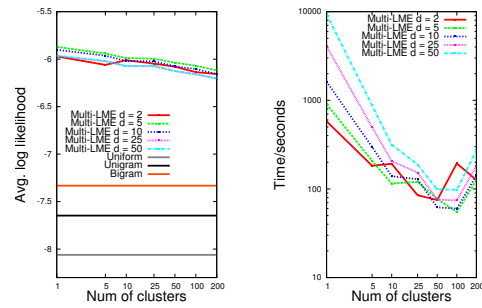 Avg. log likelihood
-5.5
-6
-6.5
-7
-7.5
-8
Multi-LME d = 2
Multi-LME d = 5
Multi-LME d = 10
Multi-LME d = 25
Multi-LME d = 25
Uniform
Unigram
Bigram
1 5 10 25 50 100 200
Num of clusters
Time/seconds
10000
1000
100
10
Multi-LME d = 2
Multi-LME d = 5
Multi-LME d = 10
Multi-LME d = 25
Multi-LME d = 50
1 5 10 25 50 100 200
Num of clusters